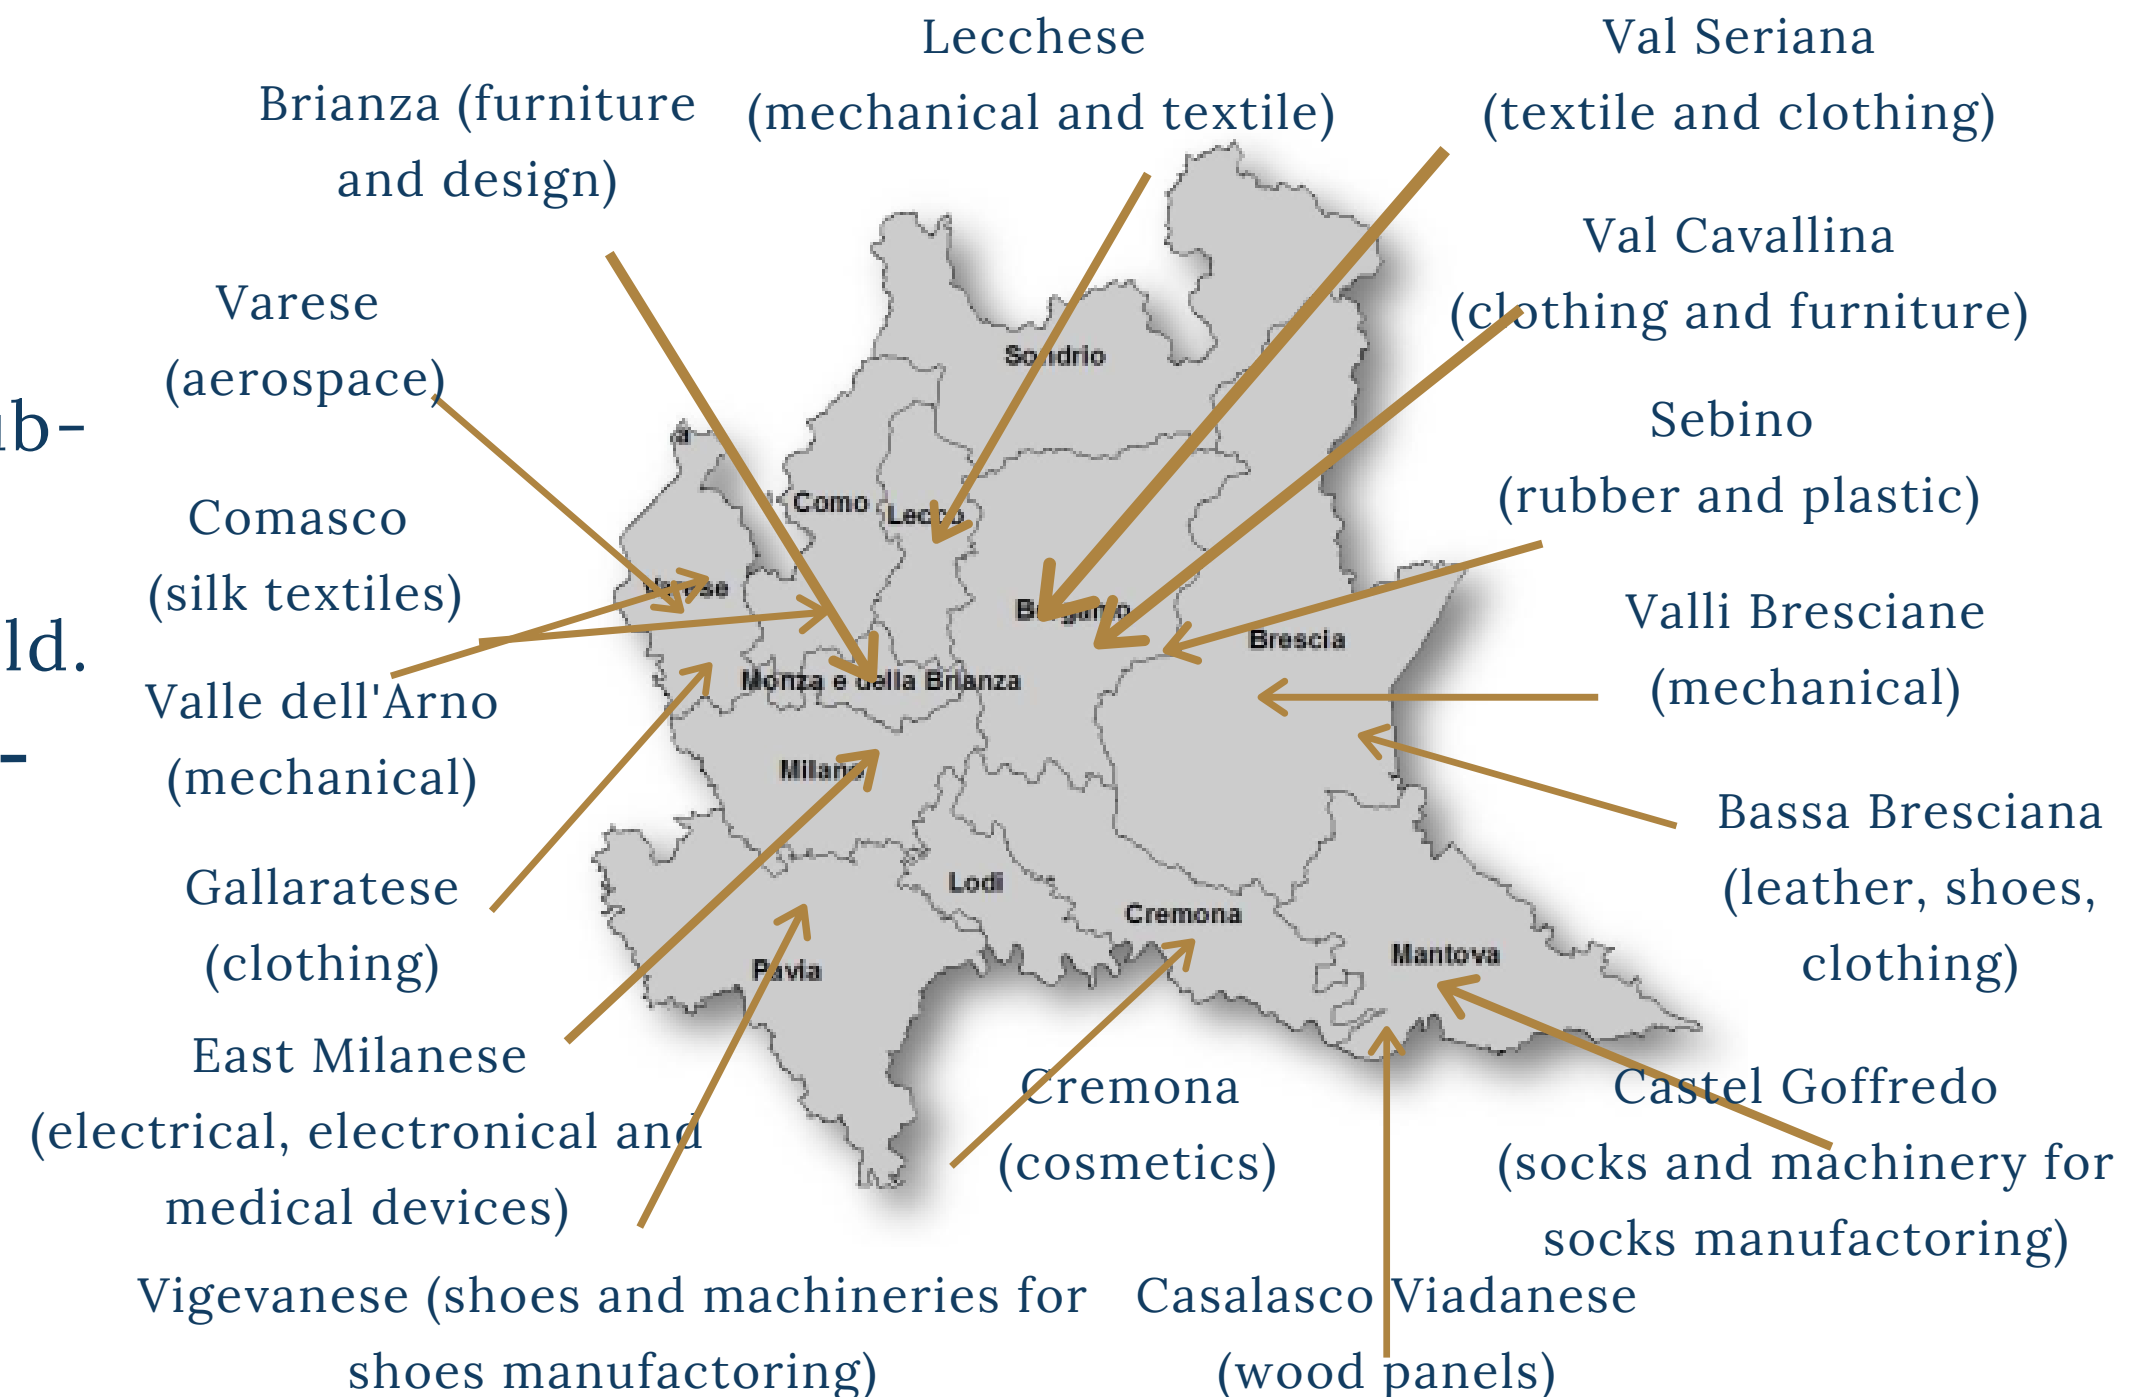 Lecchese
(mechanical and textile)
Val Seriana
(textile and clothing)
Brianza (furniture
and design)
Val Cavallina
(clothing and furniture)
Varese
(aerospace)
Sebino
(rubber and plastic)
Comasco
(silk textiles)
Valli Bresciane
(mechanical)
Valle dell'Arno
(mechanical)
Bassa Bresciana
(leather, shoes,
clothing)
Gallaratese
(clothing)
East Milanese
(electrical, electronical and
medical devices)
Cremona
(cosmetics)
Castel Goffredo
(socks and machinery for
socks manufactoring)
Vigevanese (shoes and machineries for
shoes manufactoring)
Casalasco Viadanese
(wood panels)
Sondrio
a
Como
Lecco
Varese
Bergamo
Brescia
Monza e della Brianza
Milano
Lodi
Cremona
Pavia
Mantova
ub-
ld.
-